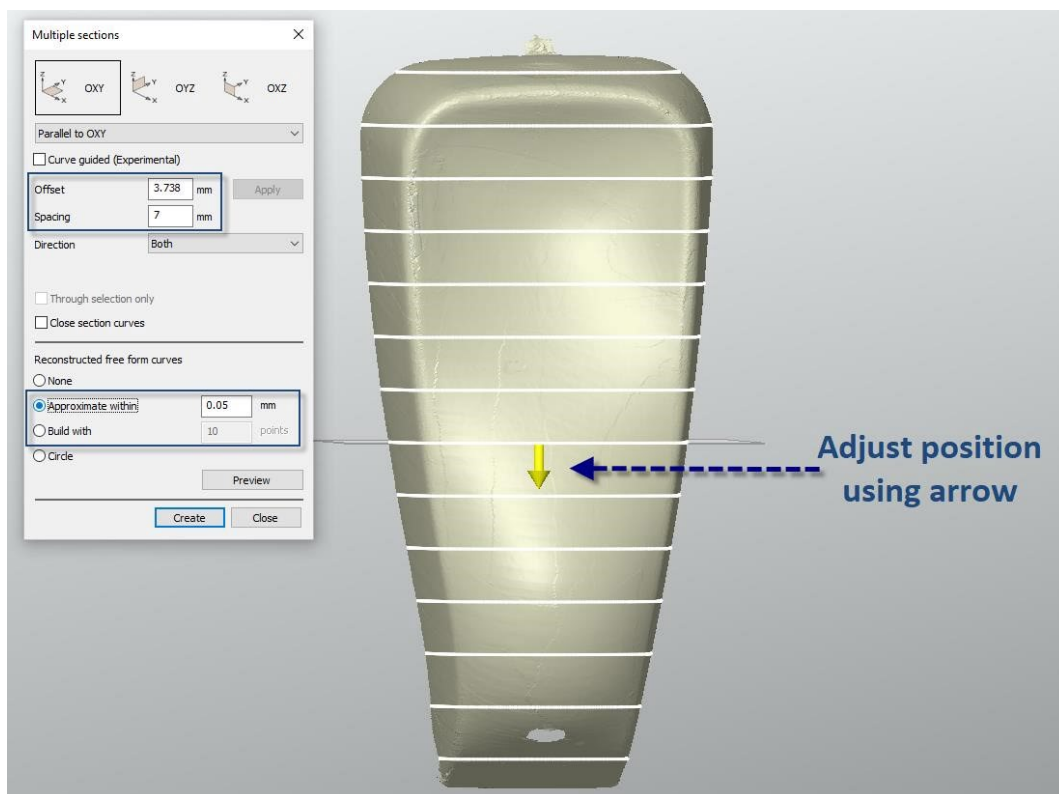 Multiple sections
Z Y X OXY Z Y X OYZ Z Y X OXZ
Parallel to OXY
Curve guided (Experimental)
Offset 3.738 mm Apply
Spacing 7 mm
Direction Both
Through selection only
Close section curves
Reconstructed free form curves
None
Approximate within 0.05 mm
Build with 10 points
Circle
Preview
Create Close
Adjust position
using arrow